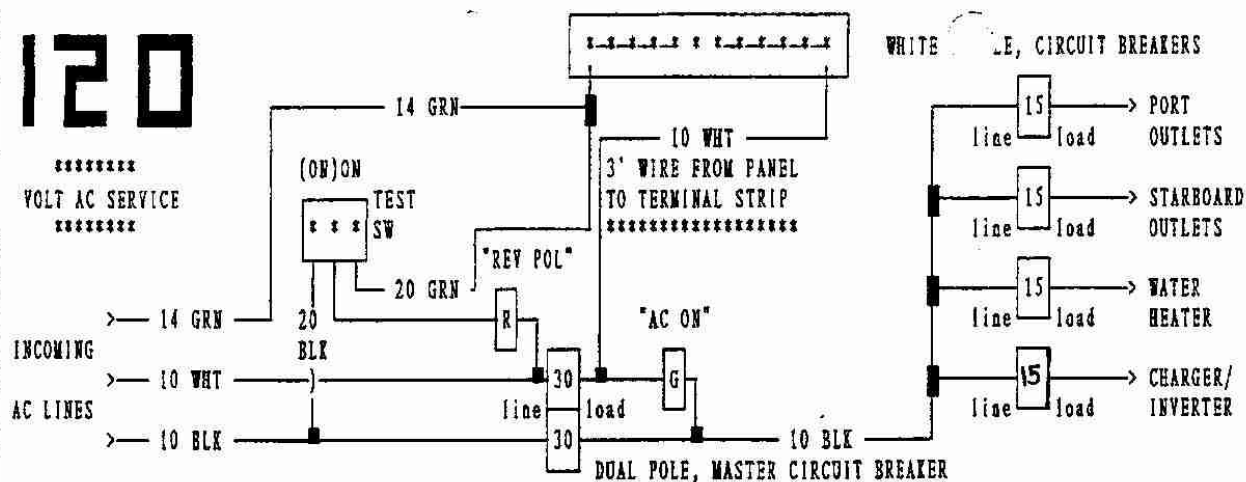 120
********
VOLT AC SERVICE
********
*_*_*_*_* * *_*_*_*_*_*
WHITE LE, CIRCUIT BREAKERS
14 GRN
10 WHT
3' WIRE FROM PANEL
TO TERMINAL STRIP
******************
(ON)ON
TEST
SW
* * *
"REV POL"
20 GRN
R
"AC ON"
G
INCOMING
AC LINES
>— 14 GRN
20
BLK
>— 10 WHT
>— 10 BLK
30
line load
30
10 BLK
DUAL POLE, MASTER CIRCUIT BREAKER
15
line load
> PORT
OUTLETS
15
line load
> STARBOARD
OUTLETS
15
line load
> WATER
HEATER
15
line load
> CHARGER/
INVERTER